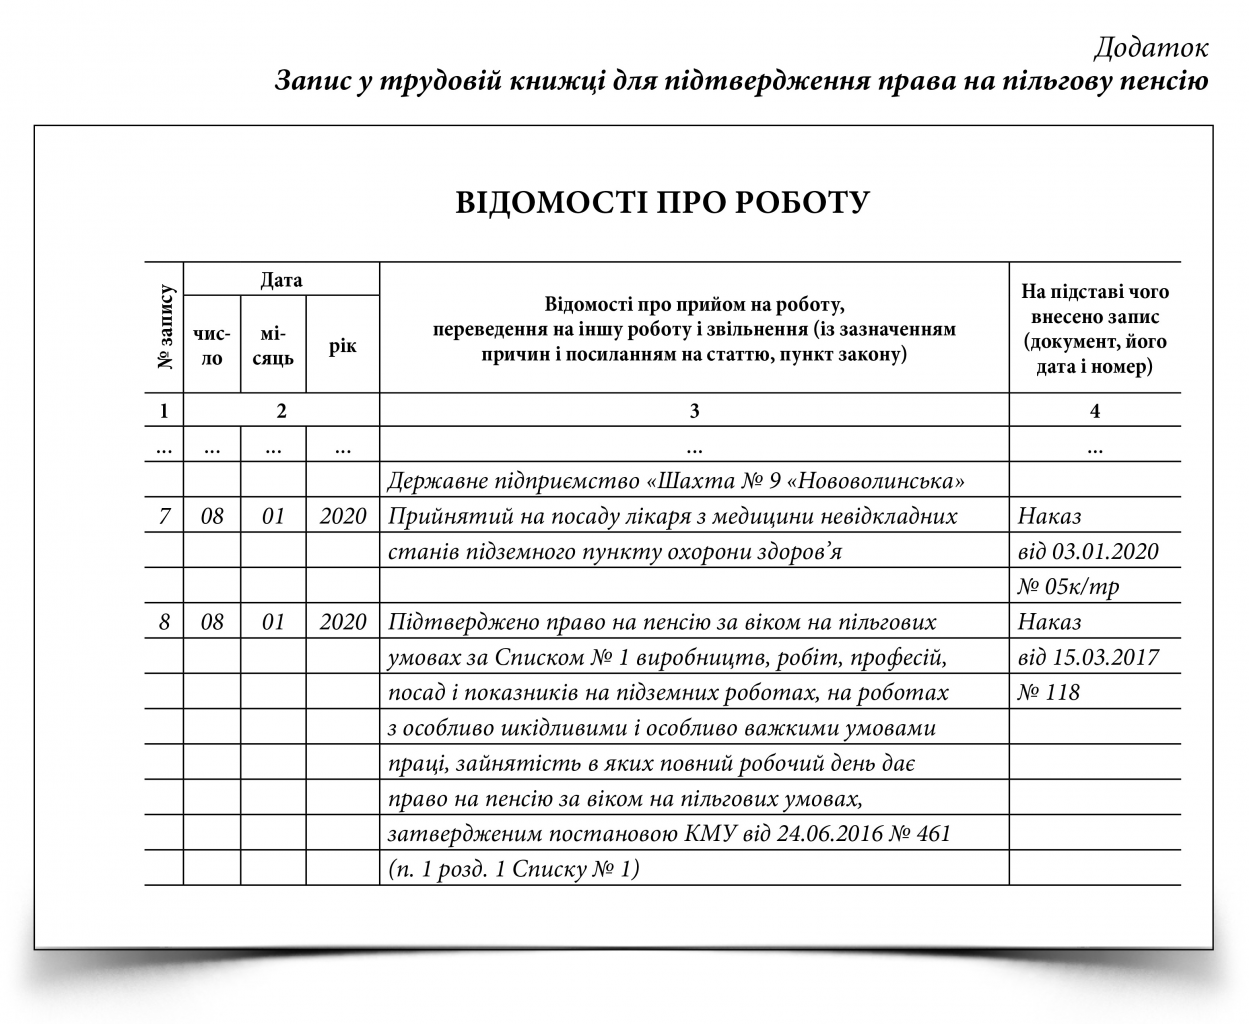 Додаток
Запис у трудовій книжці для підтвердження права на пільгову пенсію
ВІДОМОСТІ ПРО РОБОТУ
№ запису
Дата
чис-
ло
мі-
сяць
рік
Відомості про прийом на роботу,
переведення на іншу роботу і звільнення (із зазначенням
причин і посиланням на статтю, пункт закону)
На підставі чого
внесено запис
(документ, його
дата і номер)
1 2 3 4
... ... ... ... ... ...
Державне підприємство «Шахта № 9 «Нововолинська»
7 08 01 2020 Прийнятий на посаду лікаря з медицини невідкладних Наказ
станів підземного пункту охорони здоров’я від 03.01.2020
№ 05к/тр
8 08 01 2020 Підтверджено право на пенсію за віком на пільгових Наказ
умовах за Списком № 1 виробництв, робіт, професій, від 15.03.2017
посад і показників на підземних роботах, на роботах № 118
з особливо шкідливими і особливо важкими умовами
праці, зайнятість в яких повний робочий день дає
право на пенсію за віком на пільгових умовах,
затвердженим постановою КМУ від 24.06.2016 № 461
(п. 1 розд. 1 Списку № 1)